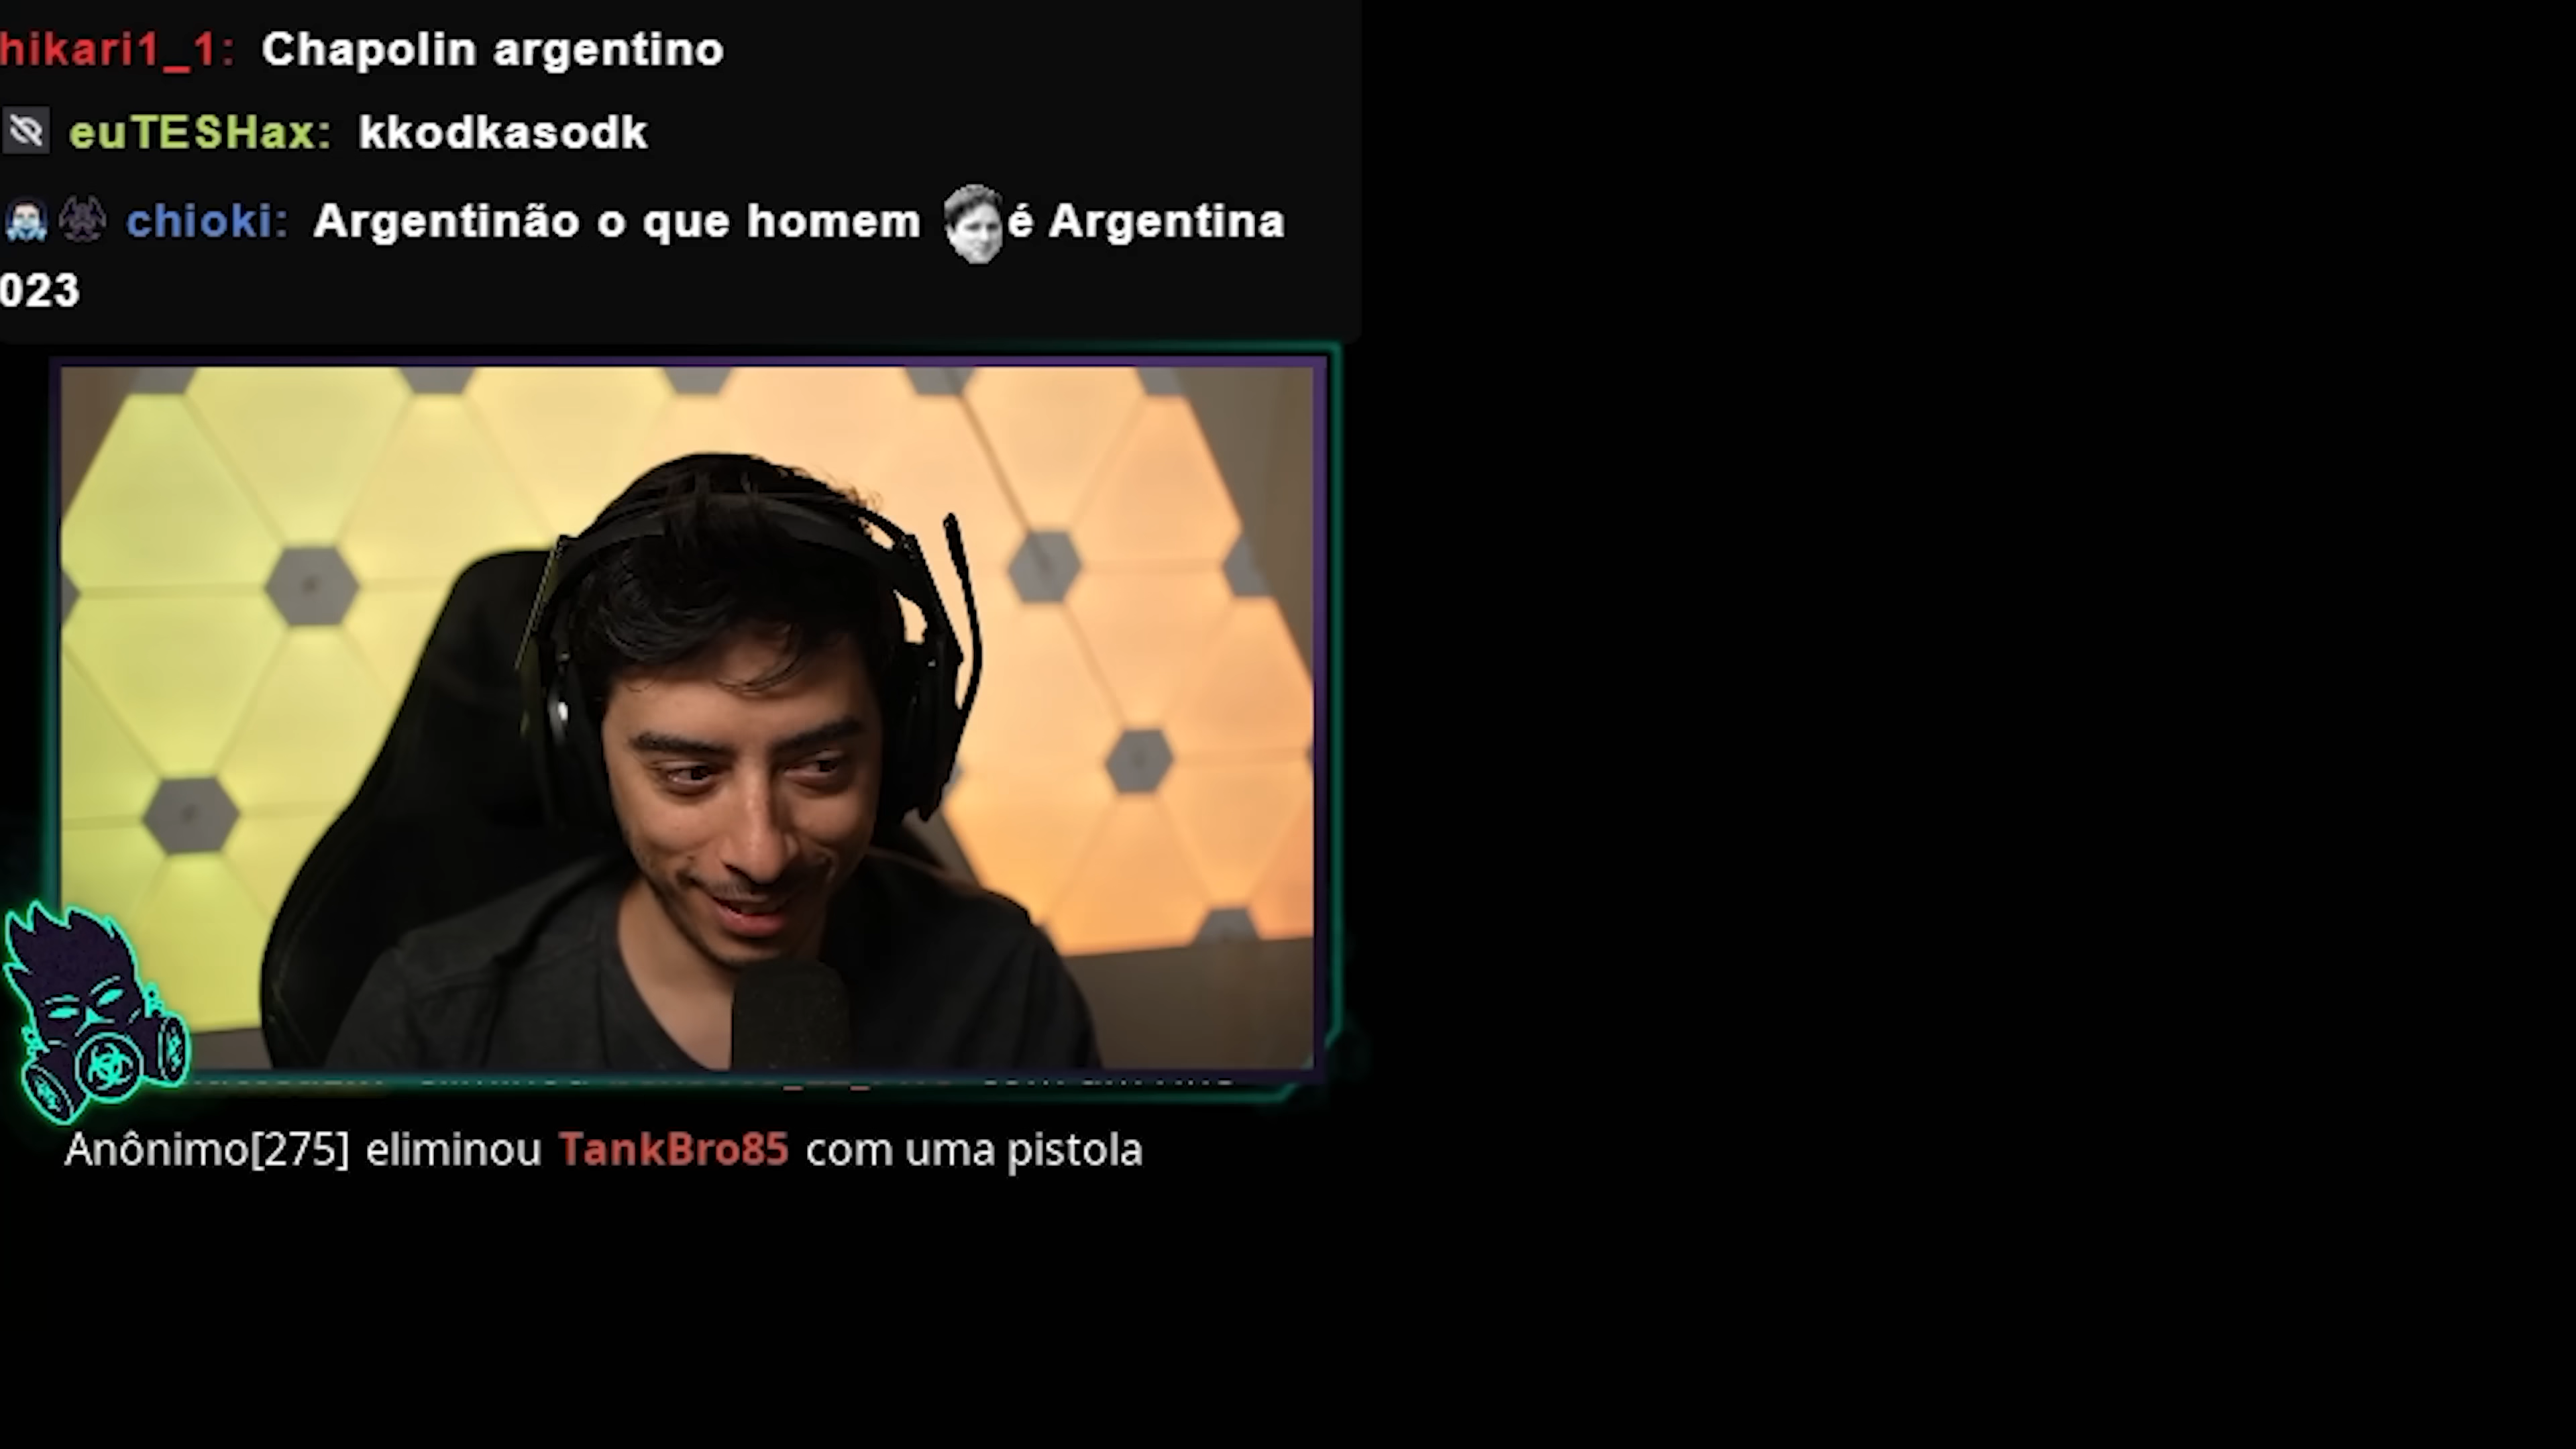 hikari1_1: Chapolin argentino
euTESHax: kkodkasodk
chioki: Argentinão o que homem é Argentina
023
Anônimo[275] eliminou TankBro85 com uma pistola